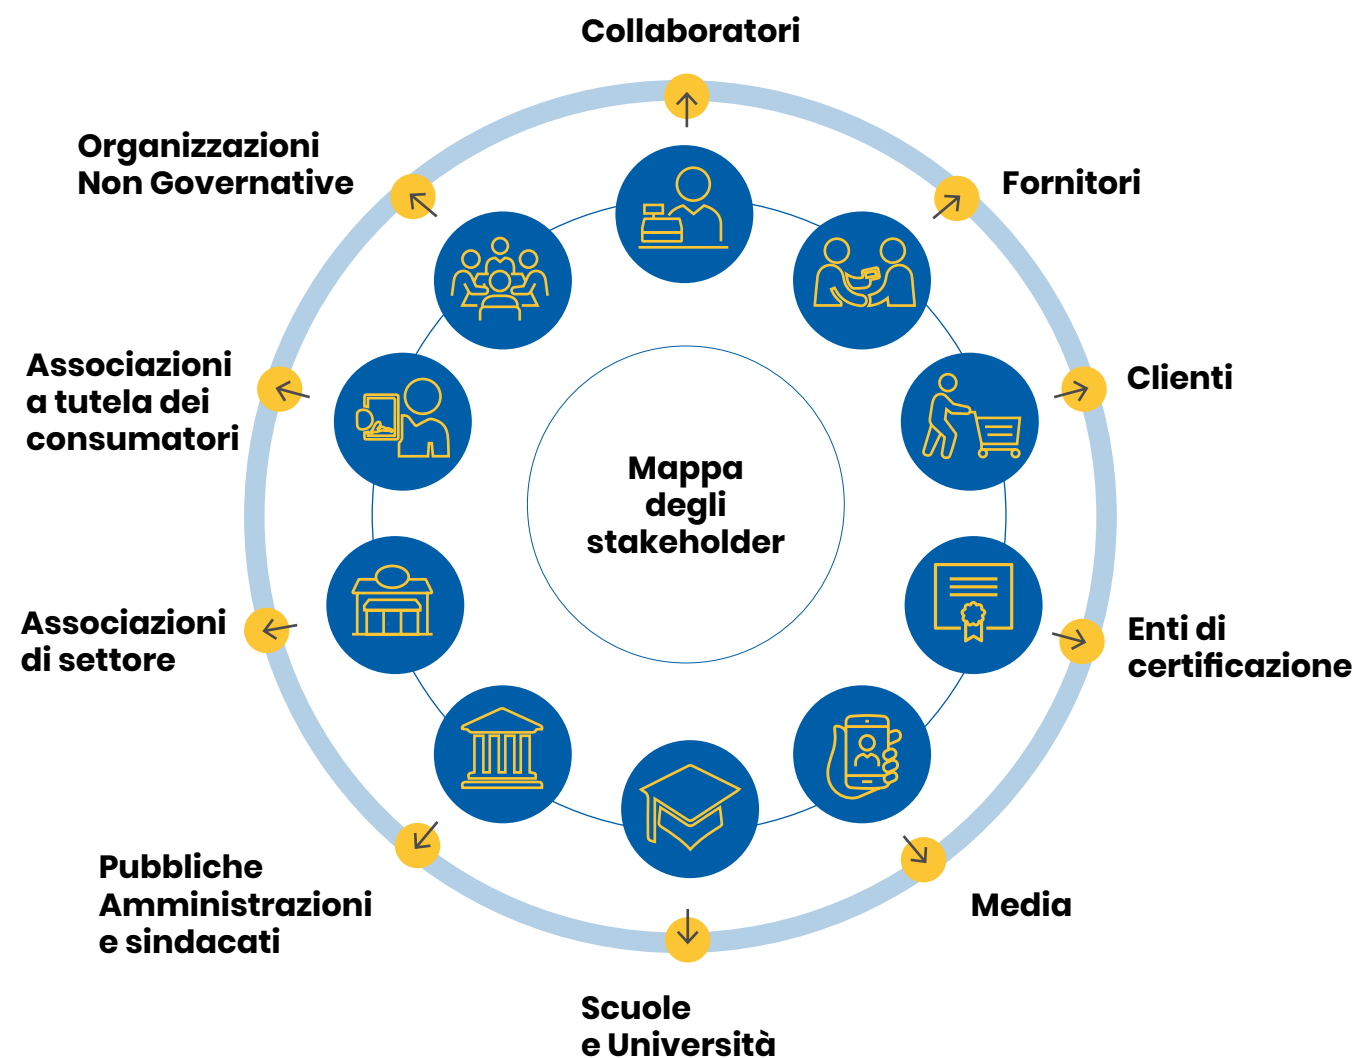 Collaboratori
Organizzazioni
Non Governative
Fornitori
Associazioni
a tutela dei
consumatori
Clienti
Mappa
degli
stakeholder
Associazioni
di settore
Enti di
certificazione
Pubbliche
Amministrazioni
e sindacati
Media
Scuole
e Università